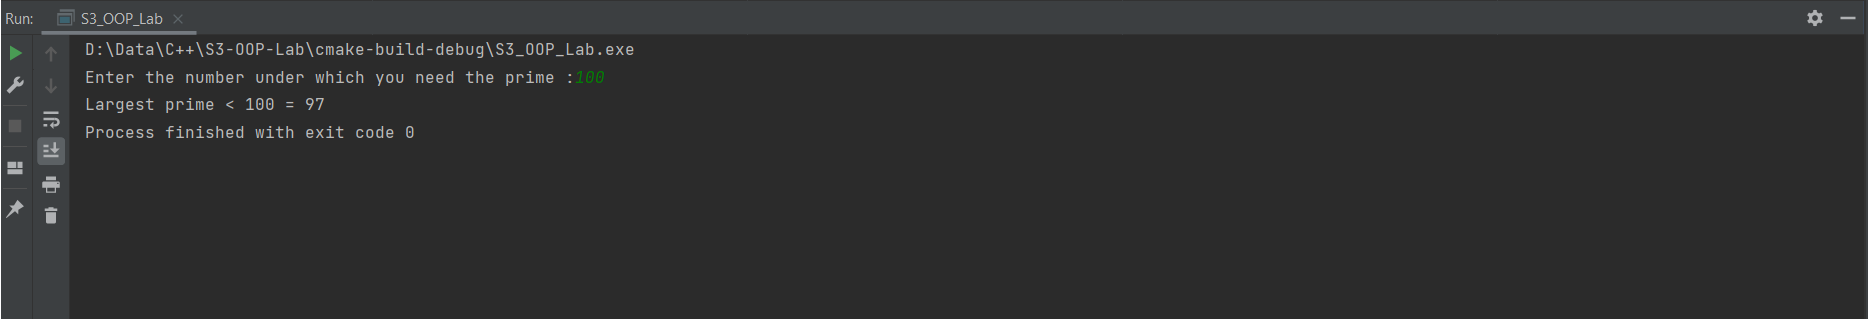 Run: S3_OOP_Lab
D:\Data\C++\S3-OOP-Lab\cmake-build-debug\S3_OOP_Lab.exe
Enter the number under which you need the prime :100
Largest prime < 100 = 97
Process finished with exit code 0